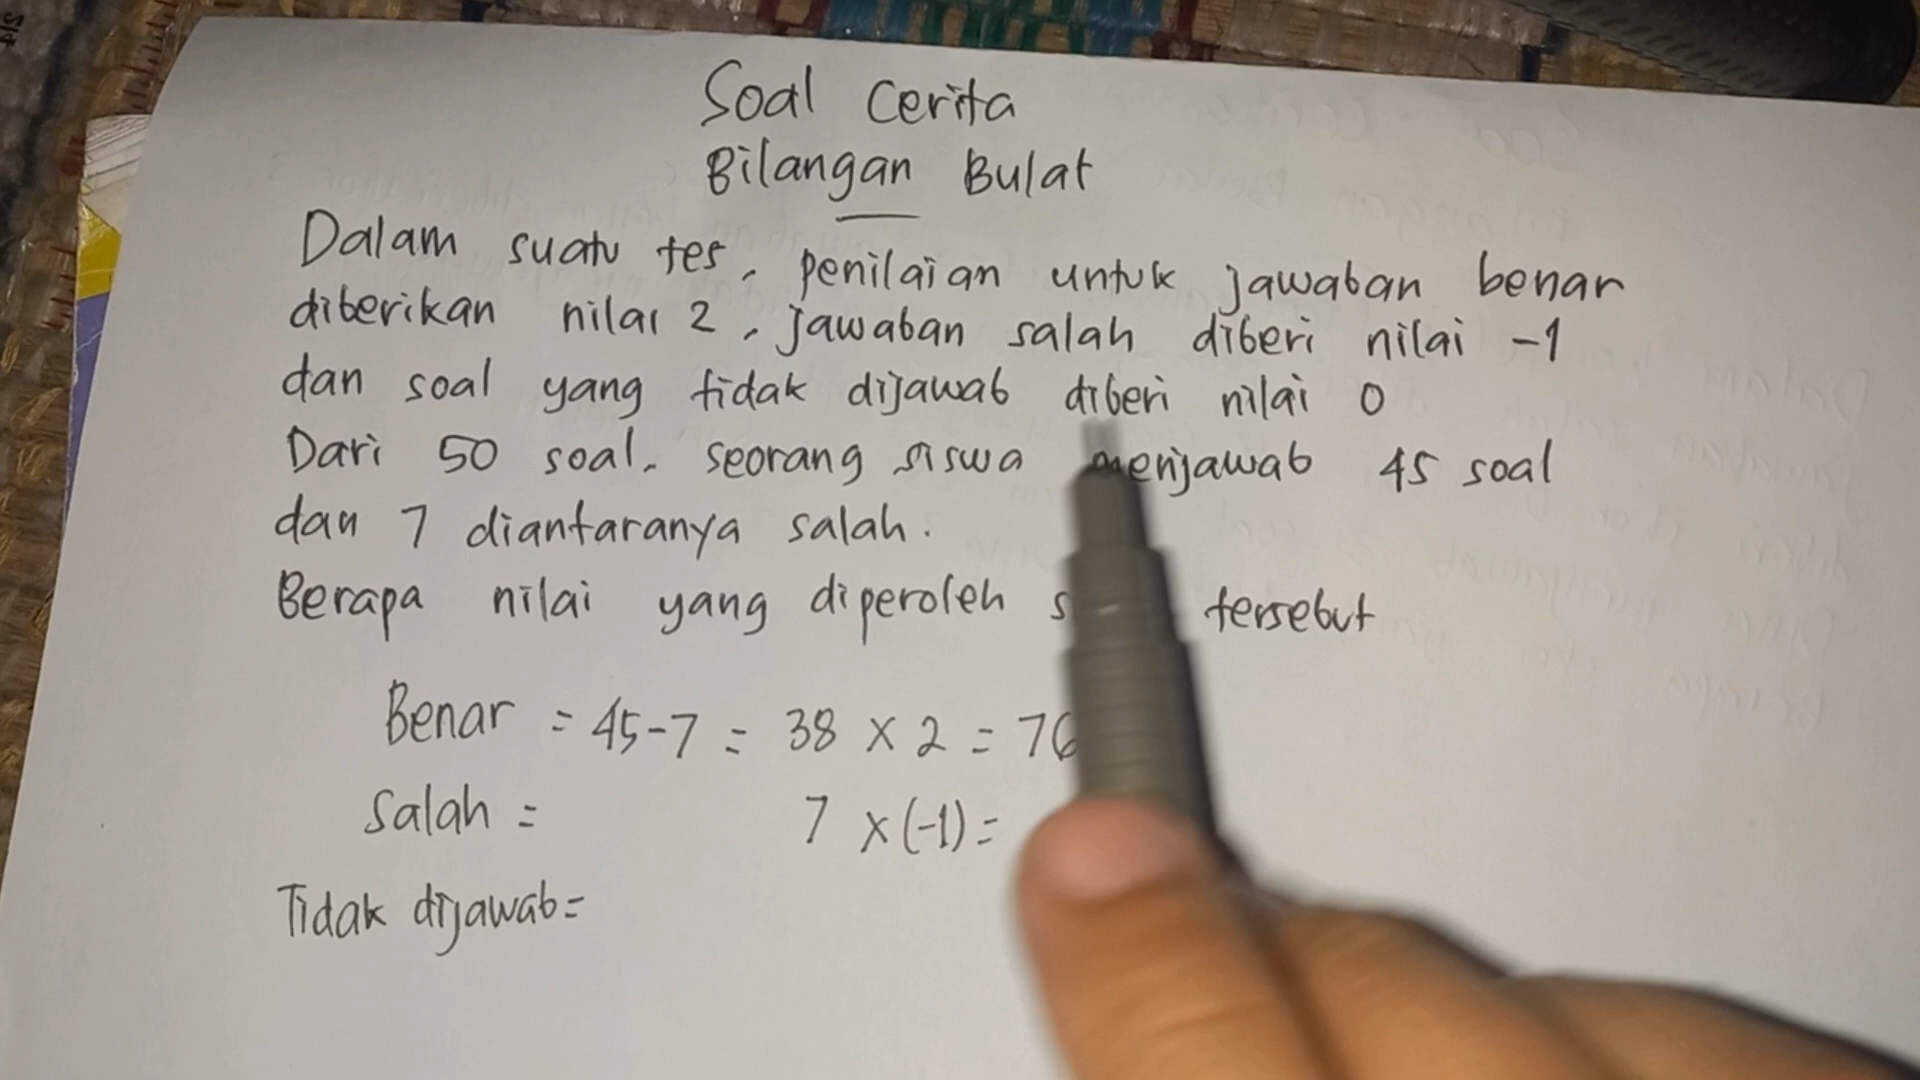 Soal Cerita
Bilangan Bulat
Dalam suatu tes, penilaian untuk jawaban benar
diberikan nilai 2, jawaban salah diberi nilai -1
dan soal yang tidak dijawab diberi nilai 0
Dari 50 soal, seorang siswa menjawab 45 soal
dan 7 diantaranya salah.
Berapa nilai yang diperoleh tersebut
Benar = 45-7 = 38 x 2 = 76
Salah = 7 x (-1) =
Tidak dijawab =